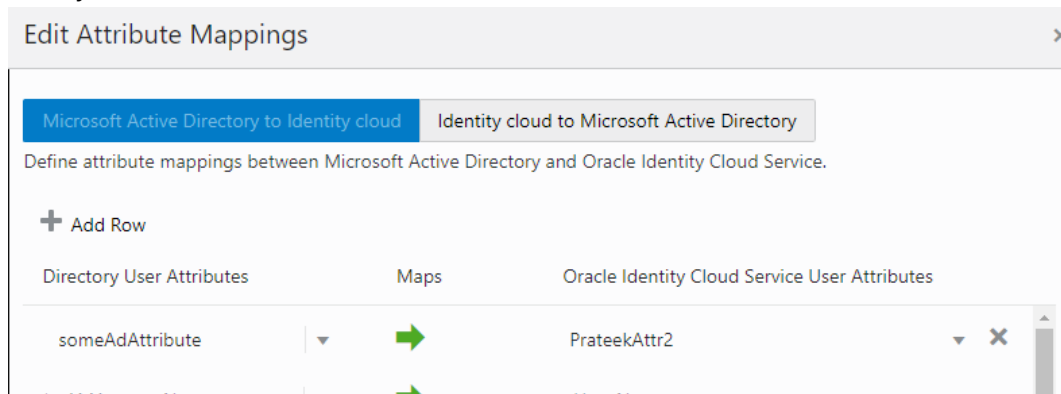 Edit Attribute Mappings
Microsoft Active Directory to Identity cloud Identity cloud to Microsoft Active Directory
Define attribute mappings between Microsoft Active Directory and Oracle Identity Cloud Service.
Add Row
Directory User Attributes Maps Oracle Identity Cloud Service User Attributes
someAdAttribute PrateekAttr2